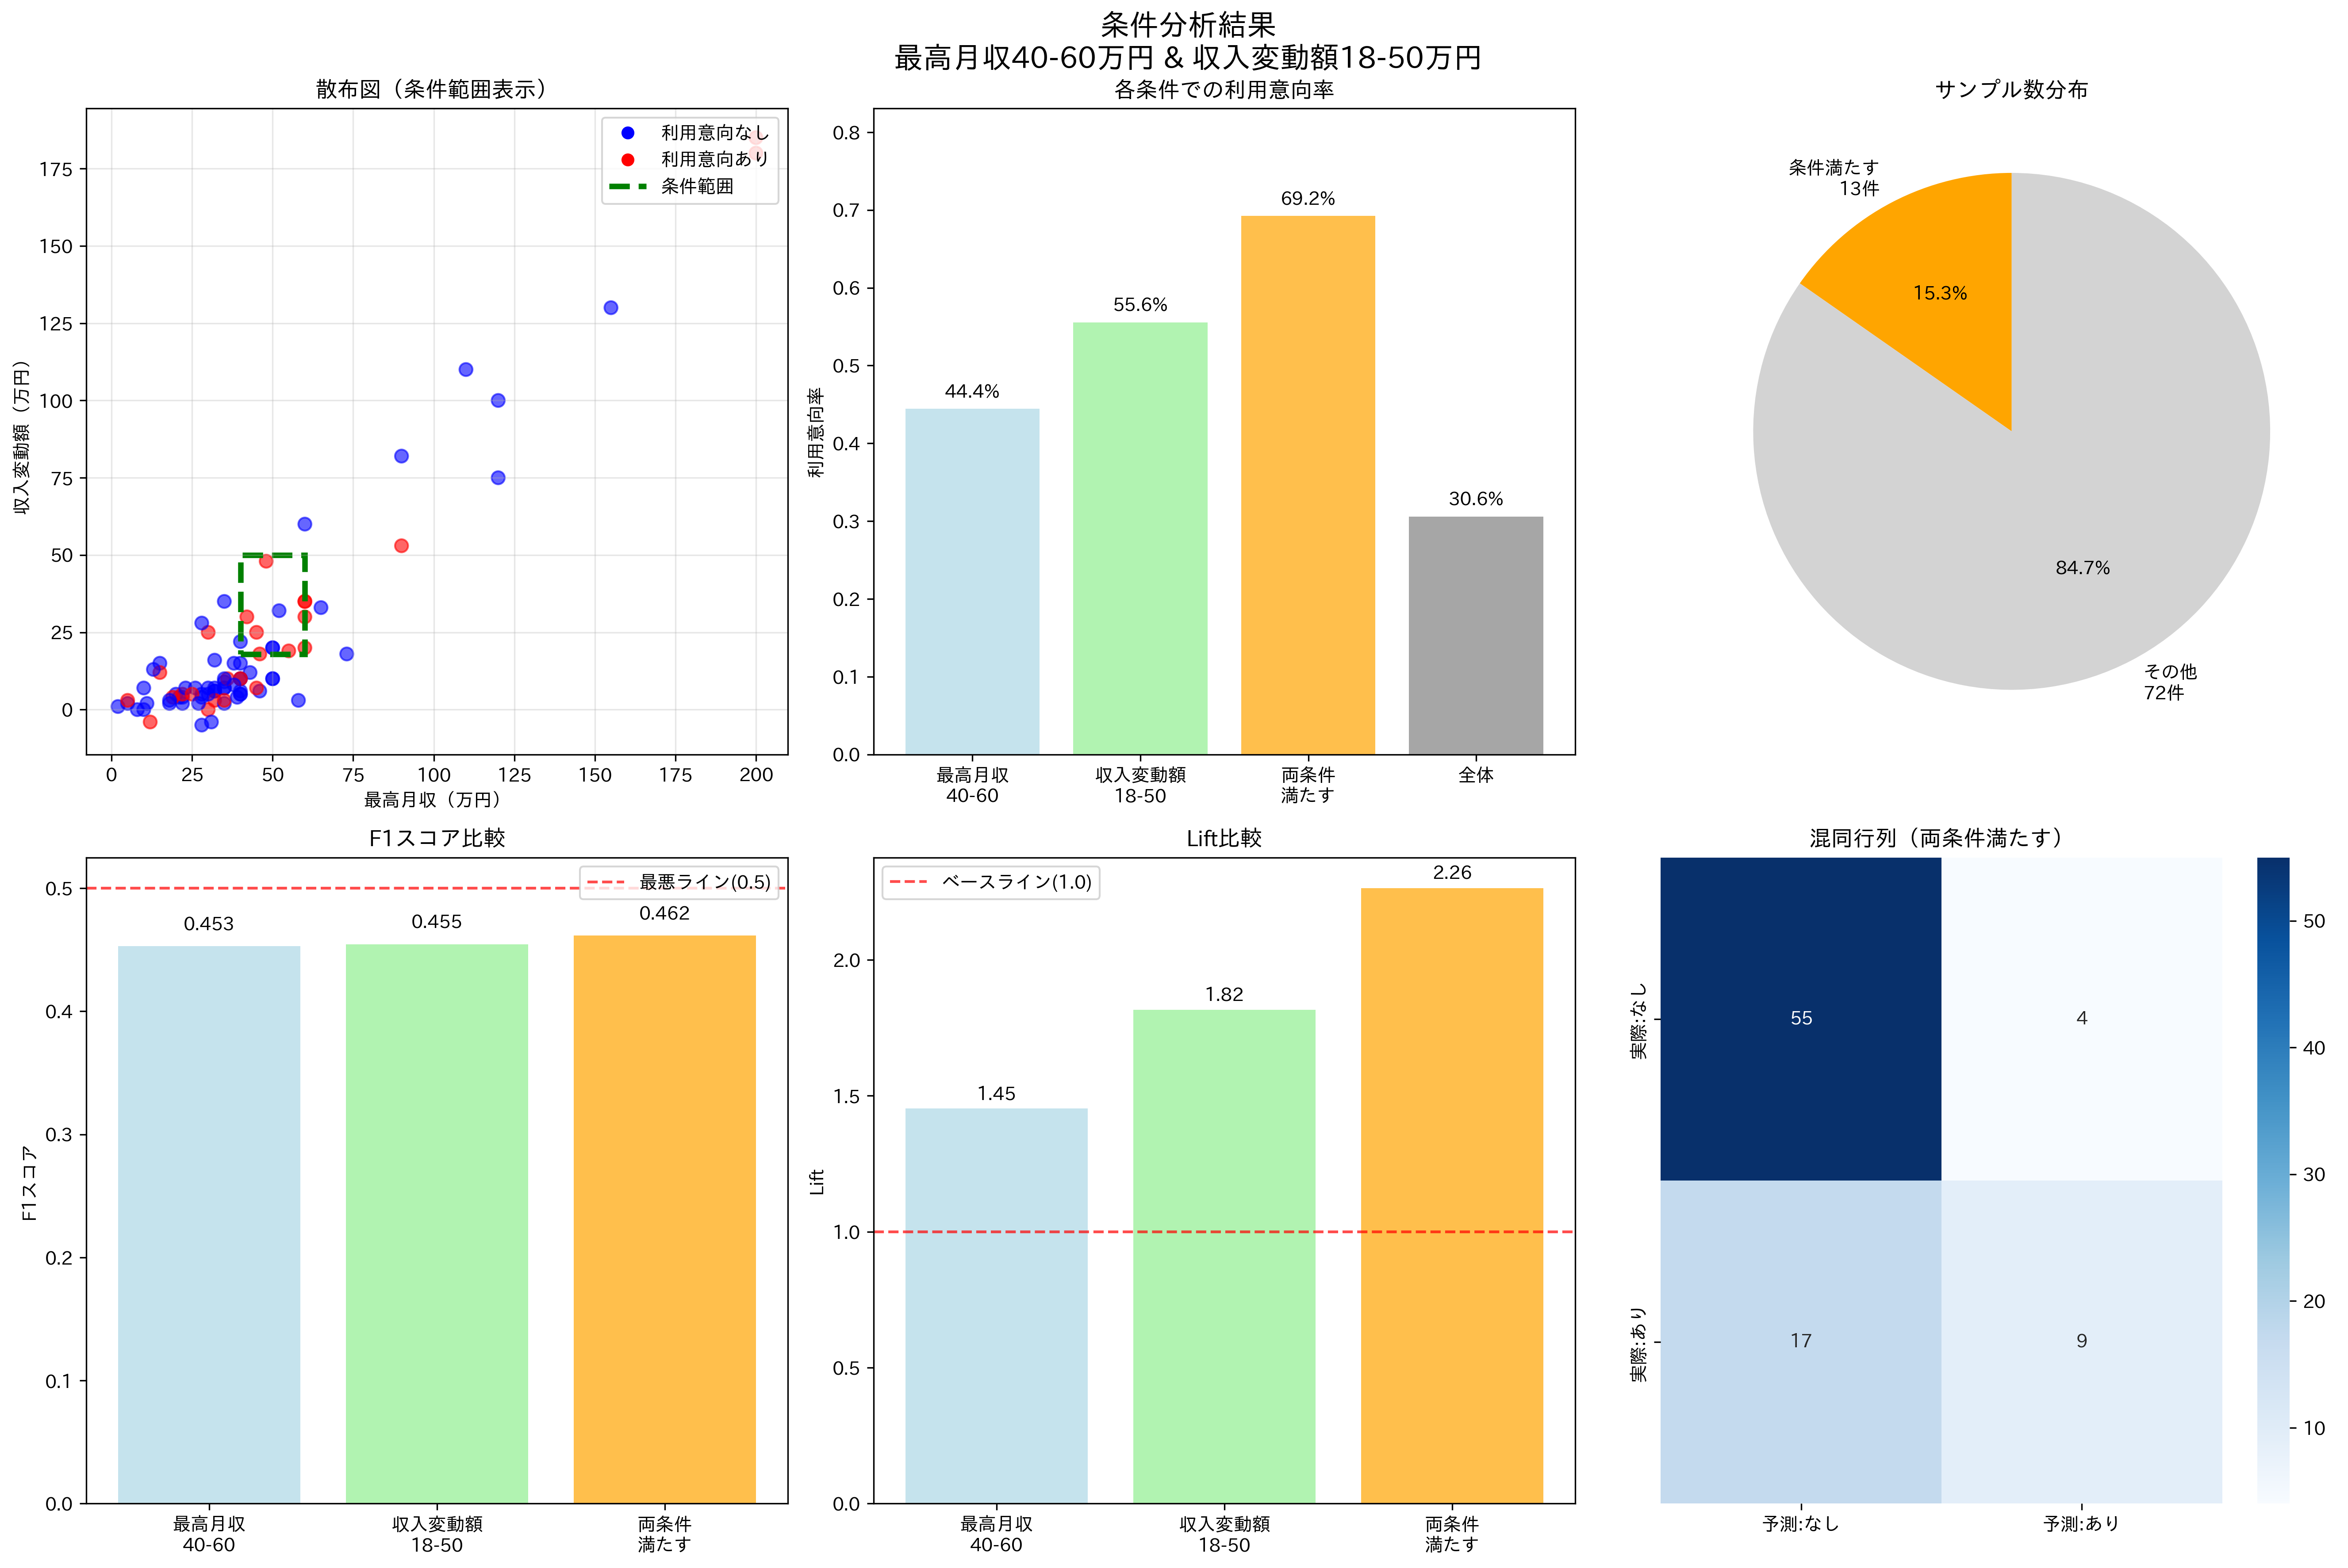 条件分析結果
最高月収40-60万円 & 収入変動額18-50万円
散布図（条件範囲表示）
収入変動額（万円）
175
150
125
100
75
50
25
0
0 25 50 75 100 125 150 175 200
最高月収（万円）
利用意向なし
利用意向あり
条件範囲
各条件での利用意向率
利用意向率
0.8
0.7
0.6
0.5
0.4
0.3
0.2
0.1
0.0
44.4%
55.6%
69.2%
30.6%
最高月収
40-60
収入変動額
18-50
両条件
満たす
全体
サンプル数分布
条件満たす
13件
15.3%
84.7%
その他
72件
F1スコア比較
F1スコア
0.5
0.4
0.3
0.2
0.1
0.0
最悪ライン(0.5)
0.453
0.455
0.462
最高月収
40-60
収入変動額
18-50
両条件
満たす
Lift比較
Lift
2.0
1.5
1.0
0.5
0.0
ベースライン(1.0)
1.45
1.82
2.26
最高月収
40-60
収入変動額
18-50
両条件
満たす
混同行列（両条件満たす）
実際:なし
実際:あり
55
4
17
9
予測:なし
予測:あり
50
40
30
20
10